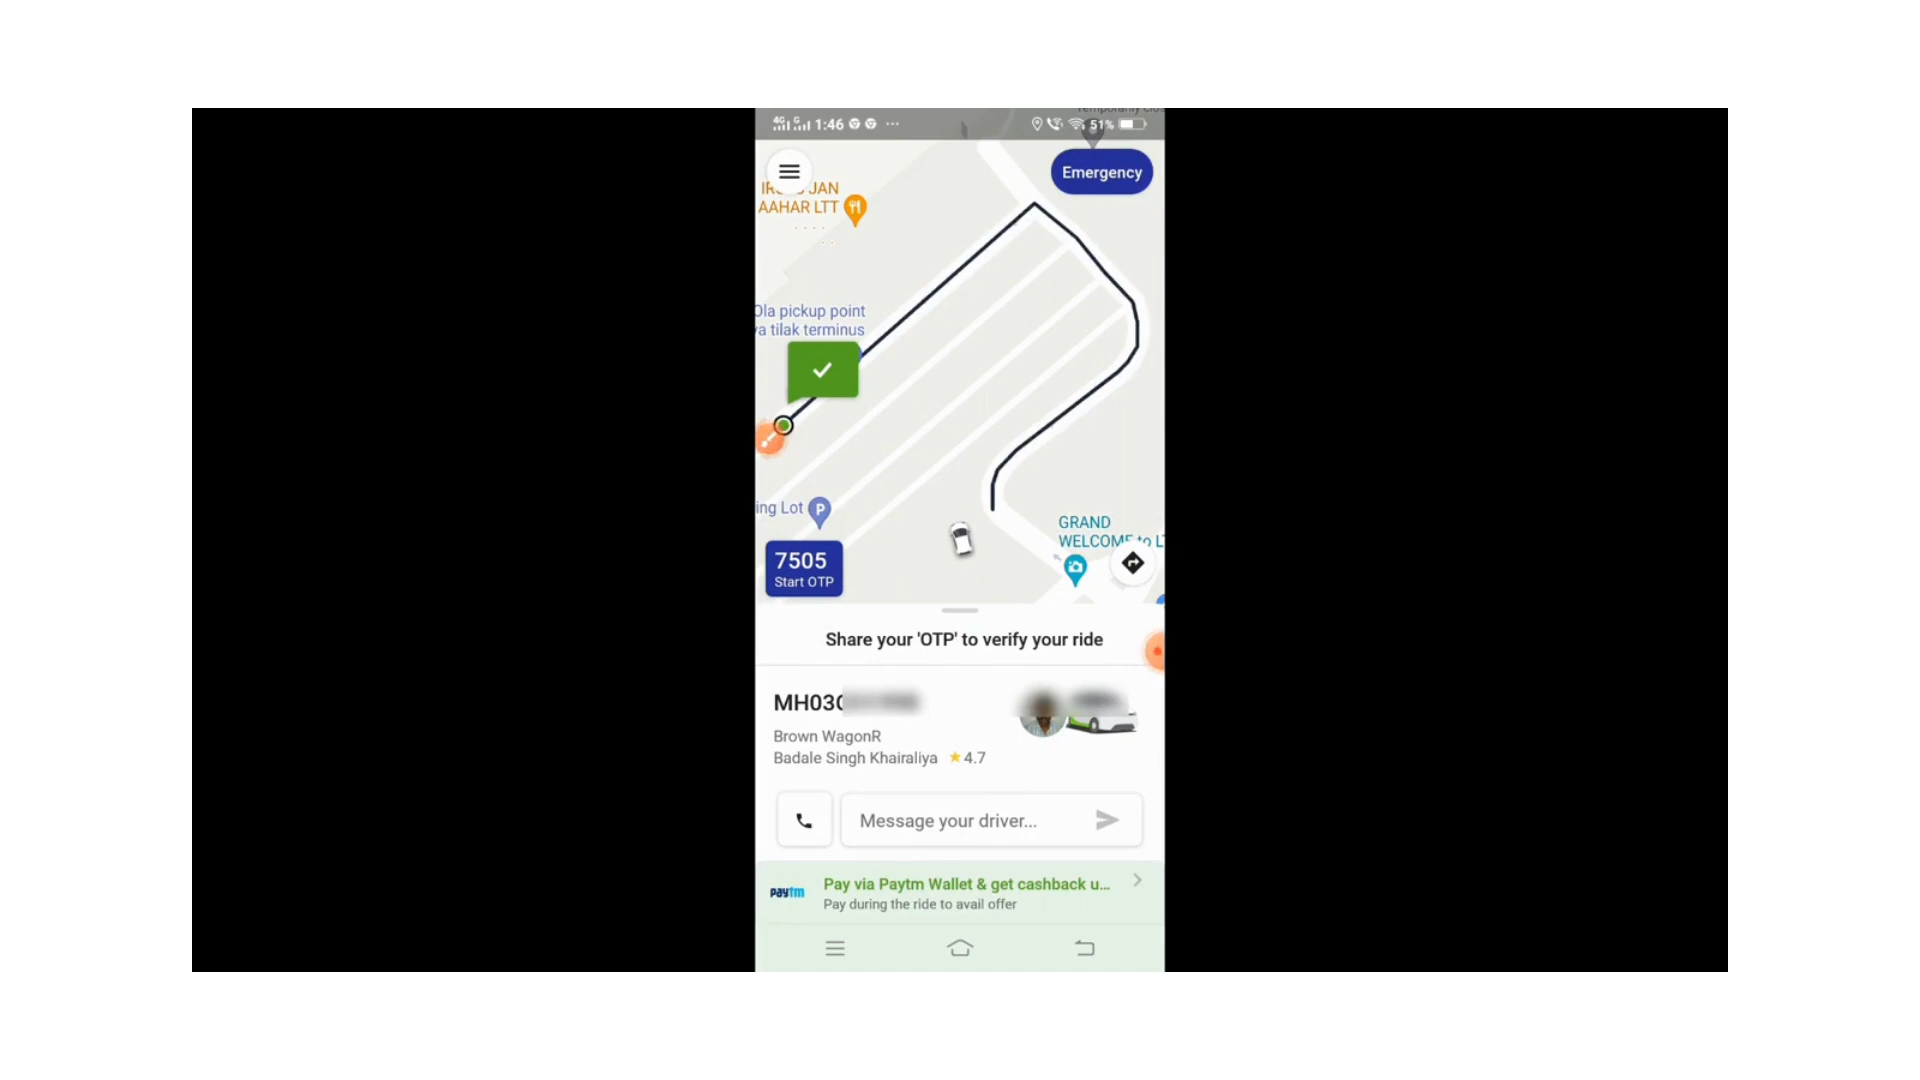 1:46
51%
Emergency
JAN
AAHAR LTT
Ola pickup point
tilak terminus
Lot
P
GRAND
WELCOME to
7505
Start OTP
Share your 'OTP' to verify your ride
MH03
Brown WagonR
Badale Singh Khairaliya ★ 4.7
Message your driver...
paytm
Pay via Paytm Wallet & get cashback u...
Pay during the ride to avail offer